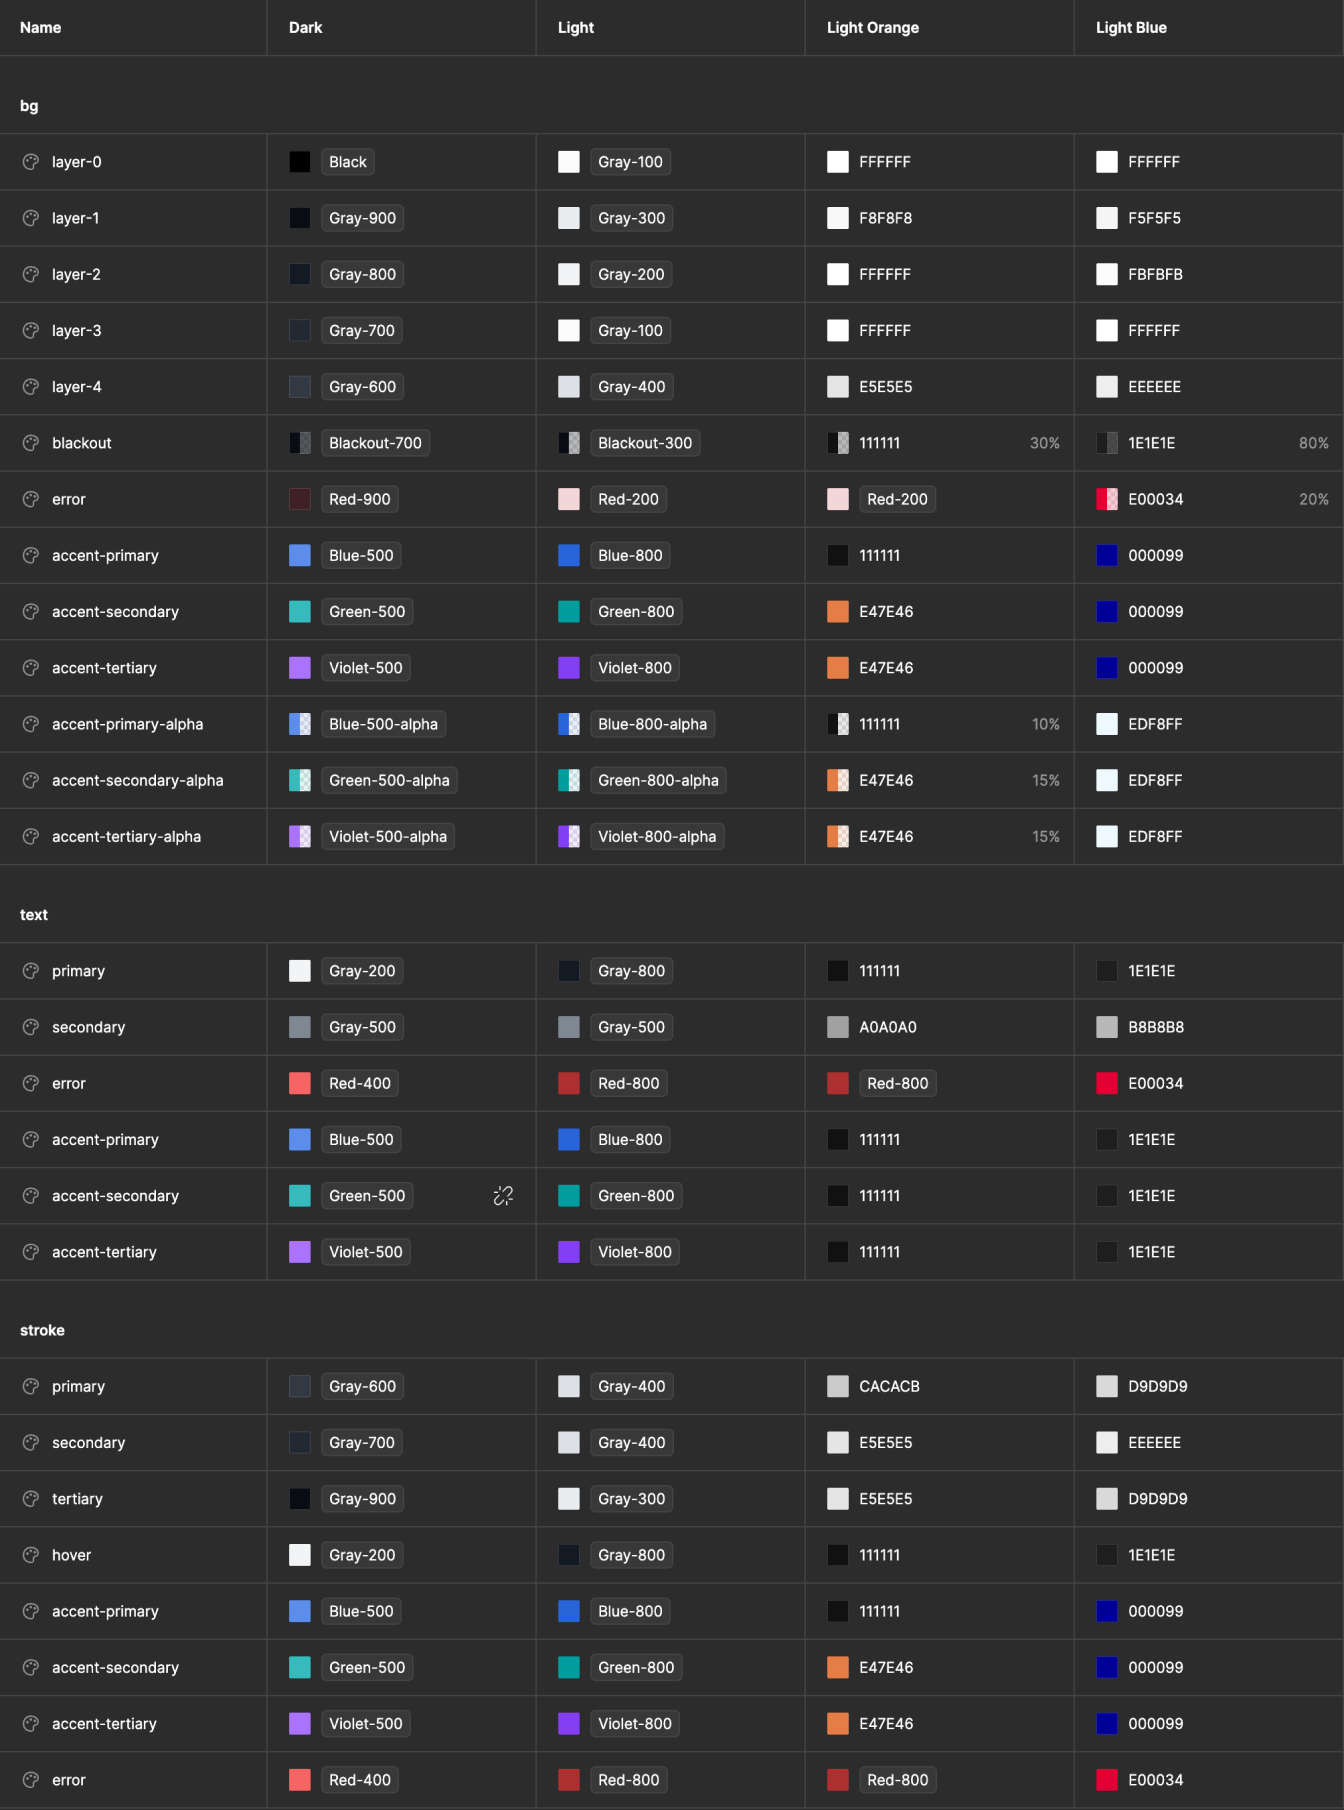 Name Dark Light Light Orange Light Blue
bg
layer-0 Black Gray-100 FFFFFF FFFFFF
layer-1 Gray-900 Gray-300 F8F8F8 F5F5F5
layer-2 Gray-800 Gray-200 FFFFFF FBFBFB
layer-3 Gray-700 Gray-100 FFFFFF FFFFFF
layer-4 Gray-600 Gray-400 E5E5E5 EEEEEE
blackout Blackout-700 Blackout-300 111111 30% 1E1E1E 80%
error Red-900 Red-200 Red-200 E00034 20%
accent-primary Blue-500 Blue-800 111111 000099
accent-secondary Green-500 Green-800 E47E46 000099
accent-tertiary Violet-500 Violet-800 E47E46 000099
accent-primary-alpha Blue-500-alpha Blue-800-alpha 111111 10% EDF8FF
accent-secondary-alpha Green-500-alpha Green-800-alpha E47E46 15% EDF8FF
accent-tertiary-alpha Violet-500-alpha Violet-800-alpha E47E46 15% EDF8FF
text
primary Gray-200 Gray-800 111111 1E1E1E
secondary Gray-500 Gray-500 A0A0A0 B8B8B8
error Red-400 Red-800 Red-800 E00034
accent-primary Blue-500 Blue-800 111111 1E1E1E
accent-secondary Green-500 Green-800 111111 1E1E1E
accent-tertiary Violet-500 Violet-800 111111 1E1E1E
stroke
primary Gray-600 Gray-400 CACACB D9D9D9
secondary Gray-700 Gray-400 E5E5E5 EEEEEE
tertiary Gray-900 Gray-300 E5E5E5 D9D9D9
hover Gray-200 Gray-800 111111 1E1E1E
accent-primary Blue-500 Blue-800 111111 000099
accent-secondary Green-500 Green-800 E47E46 000099
accent-tertiary Violet-500 Violet-800 E47E46 000099
error Red-400 Red-800 Red-800 E00034